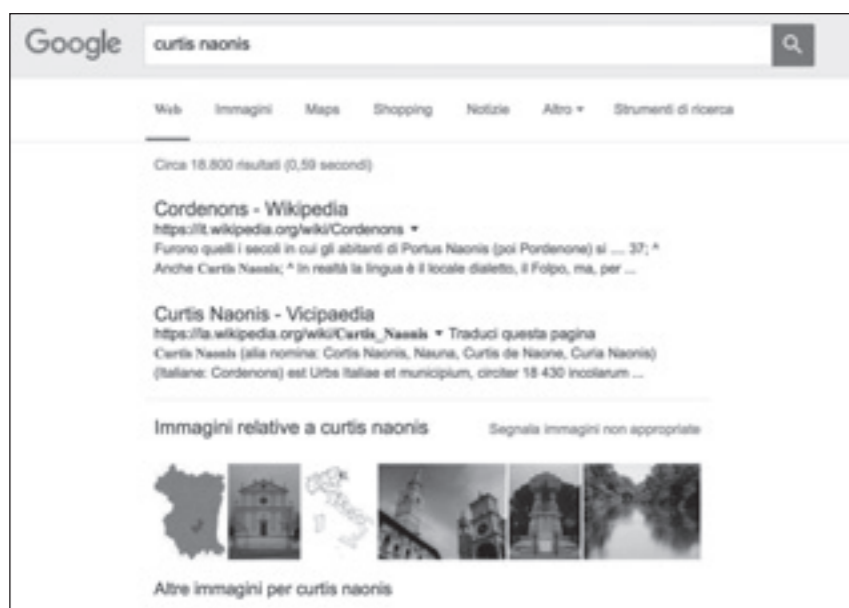 Google
curtis naonis
Web Immagini Maps Shopping Notizie Altro Strumenti di ricerca
Circa 18.800 risultati (0,59 secondi)
Cordenons - Wikipedia
https://it.wikipedia.org/wiki/Cordenons
Furono quelli i secoli in cui gli abitanti di Portus Naonis (poi Pordenone) si .... 37; ^
Anche Curtis Naonis; ^ In realtà la lingua è il locale dialetto, il Folpo, ma, per ...
Curtis Naonis - Vicipaedia
https://la.wikipedia.org/wiki/Curtis_Naonis Traduci questa pagina
Curtis Naonis (alia nomina: Cortis Naonis, Nauna, Curtis de Naone, Curia Naonis)
(Italiane: Cordenons) est Urbs Italiae et municipium, circiter 18 430 incolarum ...
Immagini relative a curtis naonis Segnala immagini non appropriate
Altre immagini per curtis naonis